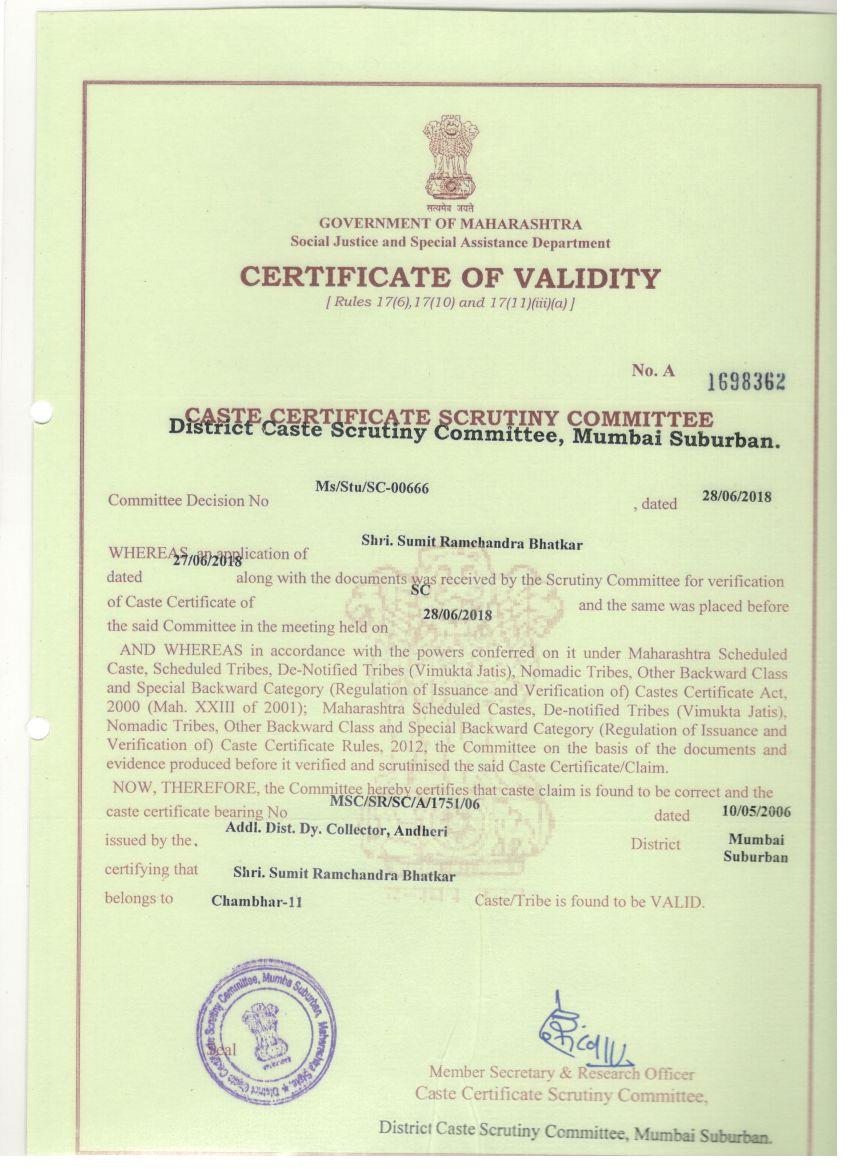 सत्यमेव जयते
GOVERNMENT OF MAHARASHTRA
Social Justice and Special Assistance Department
CERTIFICATE OF VALIDITY
[ Rules 17(6),17(10) and 17(11)(iii)(a) ]
No. A 1698362
CASTE CERTIFICATE SCRUTINY COMMITTEE
District Caste Scrutiny Committee, Mumbai Suburban.
Committee Decision No Ms/Stu/SC-00666 , dated 28/06/2018
WHEREAS, an application of Shri. Sumit Ramchandra Bhatkar
dated 27/06/2018 along with the documents was received by the Scrutiny Committee for verification
of Caste Certificate of SC and the same was placed before
the said Committee in the meeting held on 28/06/2018
AND WHEREAS in accordance with the powers conferred on it under Maharashtra Scheduled
Caste, Scheduled Tribes, De-Notified Tribes (Vimukta Jatis), Nomadic Tribes, Other Backward Class
and Special Backward Category (Regulation of Issuance and Verification of) Castes Certificate Act,
2000 (Mah. XXIII of 2001); Maharashtra Scheduled Castes, De-notified Tribes (Vimukta Jatis),
Nomadic Tribes, Other Backward Class and Special Backward Category (Regulation of Issuance and
Verification of) Caste Certificate Rules, 2012, the Committee on the basis of the documents and
evidence produced before it verified and scrutinised the said Caste Certificate/Claim.
NOW, THEREFORE, the Committee hereby certifies that caste claim is found to be correct and the
caste certificate bearing No MSC/SR/SC/A/1751/06 dated 10/05/2006
issued by the, Addl. Dist. Dy. Collector, Andheri District Mumbai
Suburban
certifying that Shri. Sumit Ramchandra Bhatkar
belongs to Chambhar-11 Caste/Tribe is found to be VALID.
Seal
District Caste Certificate Scrutiny Committee, Mumba Suburban, Maharashtra State.
Member Secretary & Research Officer
Caste Certificate Scrutiny Committee,
District Caste Scrutiny Committee, Mumbai Suburban.